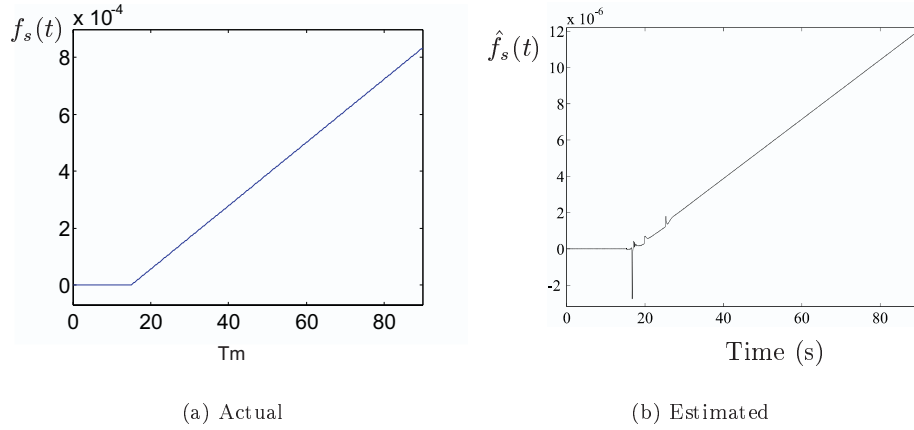 f_s(t)
x 10^-4
8
6
4
2
0
0 20 40 60 80
Tm
(a) Actual
f̂_s(t)
x 10^-6
12
10
8
6
4
2
0
-2
0 20 40 60 80
Time (s)
(b) Estimated